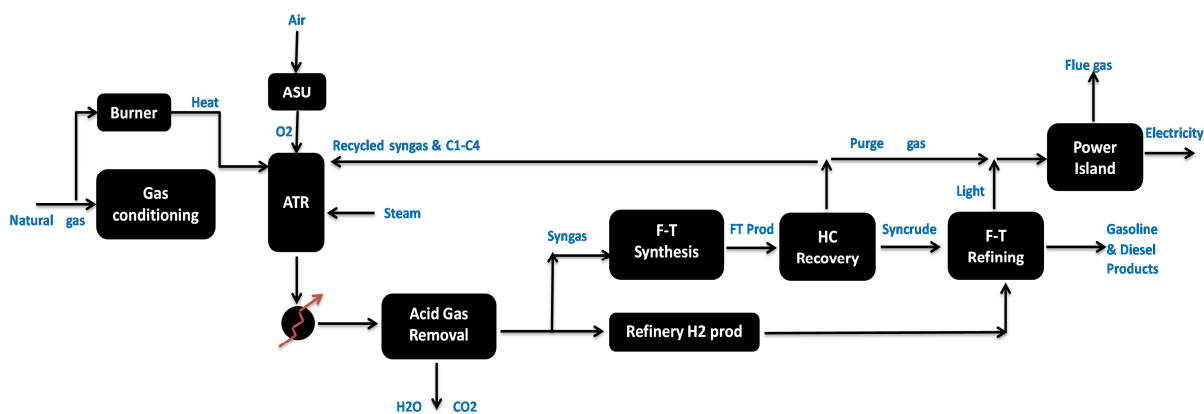 Air
Flue gas
ASU
Burner
Heat
O2
Recycled syngas & C1-C4
Purge gas
Power
Island
Electricity
Gas
conditioning
Natural gas
ATR
Steam
Light
Syngas
F-T
Synthesis
FT Prod
HC
Recovery
Syncrude
F-T
Refining
Gasoline
& Diesel
Products
Acid Gas
Removal
Refinery H2 prod
H2O CO2